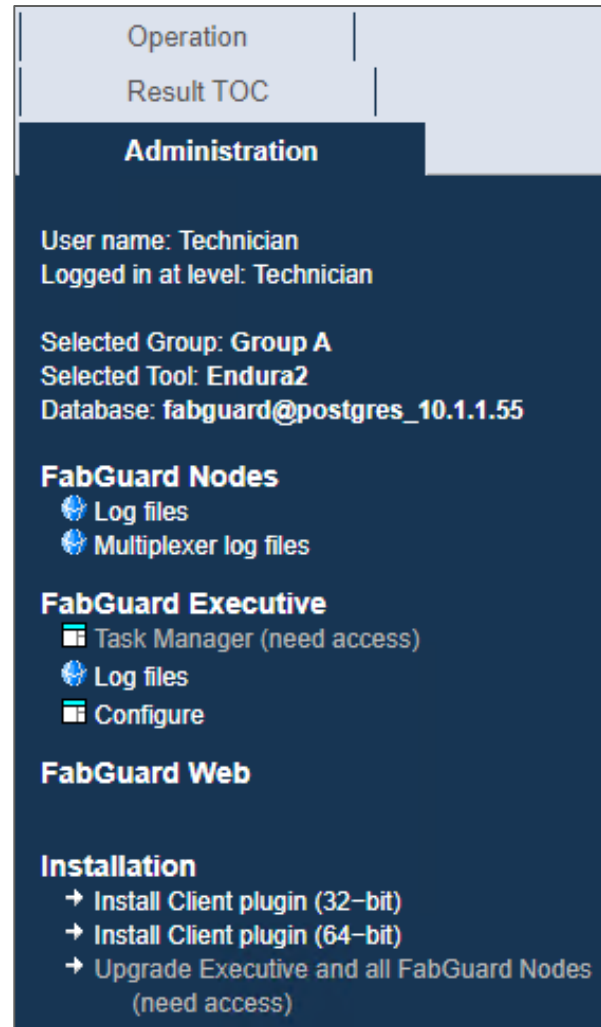 Operation
Result TOC
Administration
User name: Technician
Logged in at level: Technician
Selected Group: Group A
Selected Tool: Endura2
Database: fabguard@postgres_10.1.1.55
FabGuard Nodes
Log files
Multiplexer log files
FabGuard Executive
Task Manager (need access)
Log files
Configure
FabGuard Web
Installation
Install Client plugin (32-bit)
Install Client plugin (64-bit)
Upgrade Executive and all FabGuard Nodes
(need access)